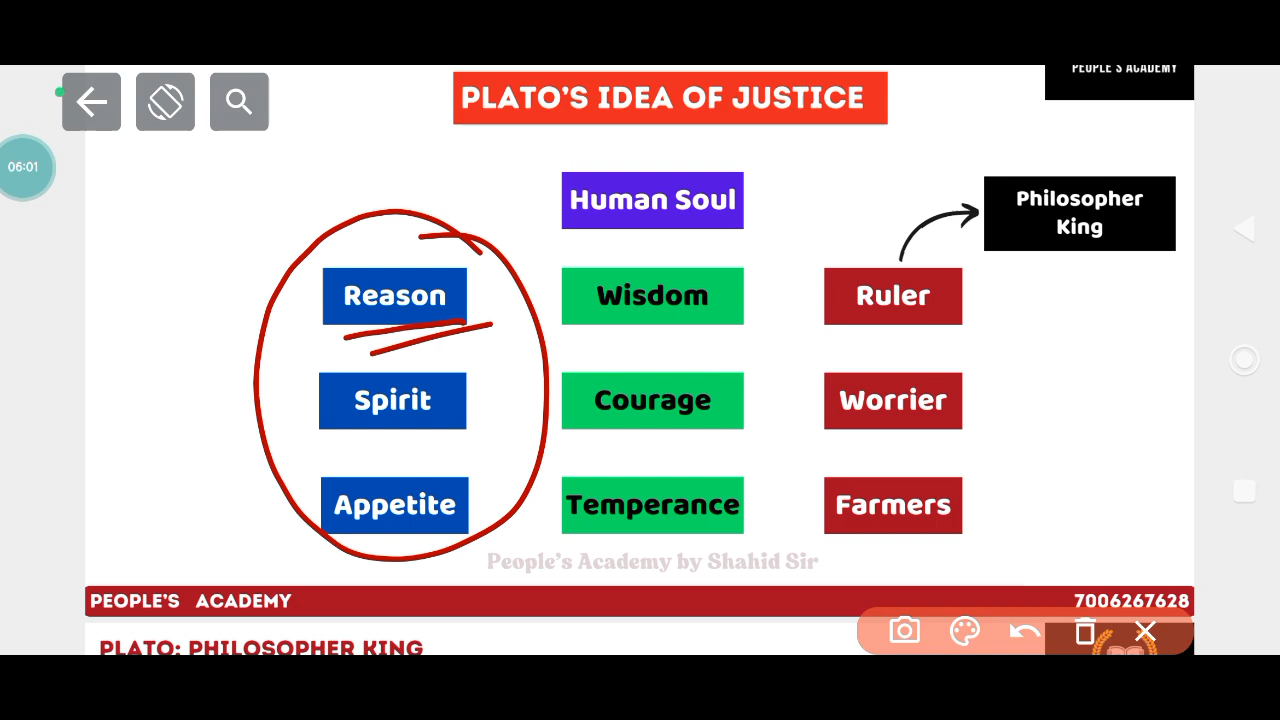 PEOPLE'S ACADEMY
PLATO'S IDEA OF JUSTICE
06:01
Human Soul
Philosopher
King
Reason
Wisdom
Ruler
Spirit
Courage
Worrier
Appetite
Temperance
Farmers
People's Academy by Shahid Sir
PEOPLE'S ACADEMY
7006267628
PLATO: PHILOSOPHER KING